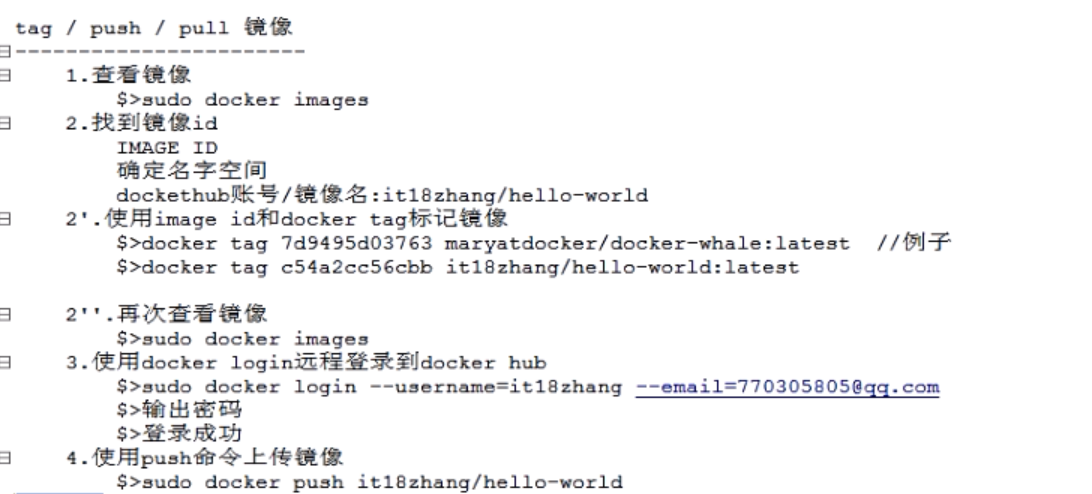 tag / push / pull 镜像
-----------------------
1.查看镜像
$>sudo docker images
2.找到镜像id
IMAGE ID
确定名字空间
dockethub账号/镜像名:it18zhang/hello-world
2'.使用image id和docker tag标记镜像
$>docker tag 7d9495d03763 maryatdocker/docker-whale:latest  //例子
$>docker tag c54a2cc56cbb it18zhang/hello-world:latest
2''.再次查看镜像
$>sudo docker images
3.使用docker login远程登录到docker hub
$>sudo docker login --username=it18zhang --email=770305805@qq.com
$>输出密码
$>登录成功
4.使用push命令上传镜像
$>sudo docker push it18zhang/hello-world